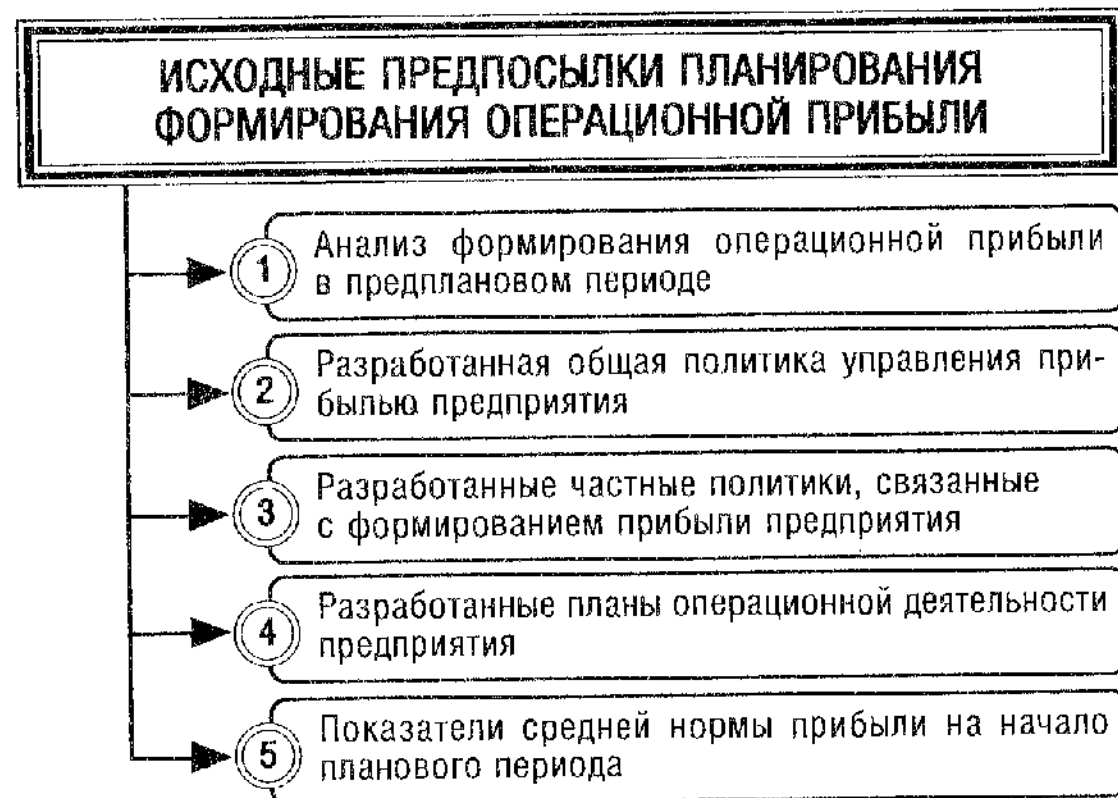 ИСХОДНЫЕ ПРЕДПОСЫЛКИ ПЛАНИРОВАНИЯ
ФОРМИРОВАНИЯ ОПЕРАЦИОННОЙ ПРИБЫЛИ
1
Анализ формирования операционной прибыли
в предплановом периоде
2
Разработанная общая политика управления при-
былью предприятия
3
Разработанные частные политики, связанные
с формированием прибыли предприятия
4
Разработанные планы операционной деятельности
предприятия
5
Показатели средней нормы прибыли на начало
планового периода